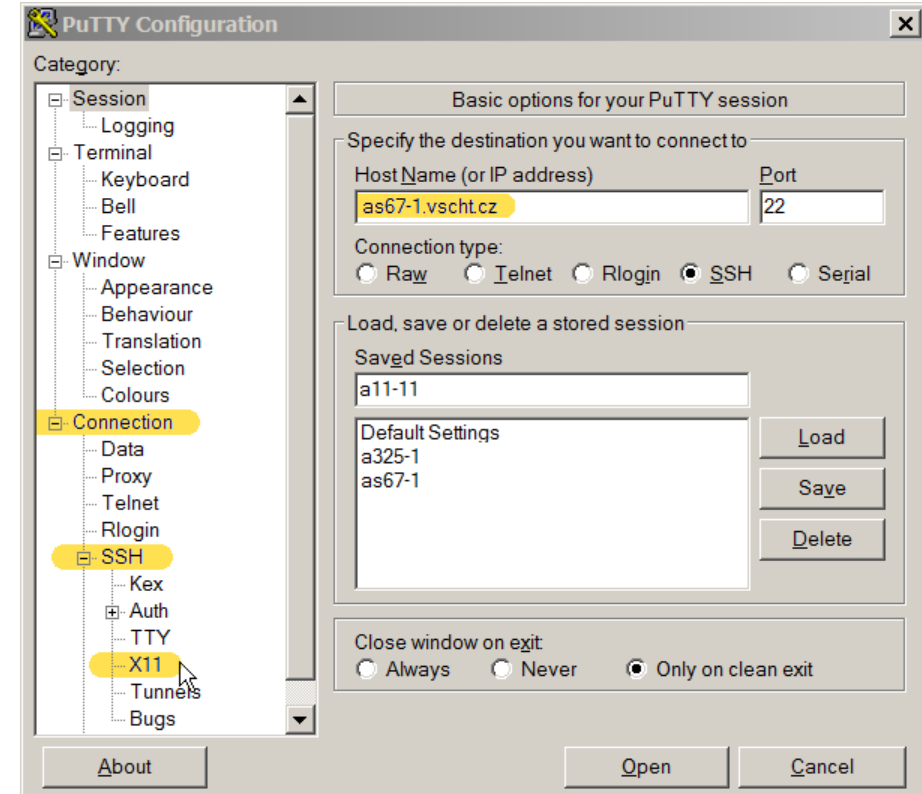 PuTTY Configuration
Category:
Session
Logging
Terminal
Keyboard
Bell
Features
Window
Appearance
Behaviour
Translation
Selection
Colours
Connection
Data
Proxy
Telnet
Rlogin
SSH
Kex
Auth
TTY
X11
Tunnels
Bugs
Basic options for your PuTTY session
Specify the destination you want to connect to
Host Name (or IP address) Port
as67-1.vscht.cz 22
Connection type:
Raw Telnet Rlogin SSH Serial
Load, save or delete a stored session
Saved Sessions
a11-11
Default Settings
a325-1
as67-1
Load
Save
Delete
Close window on exit:
Always Never Only on clean exit
About Open Cancel